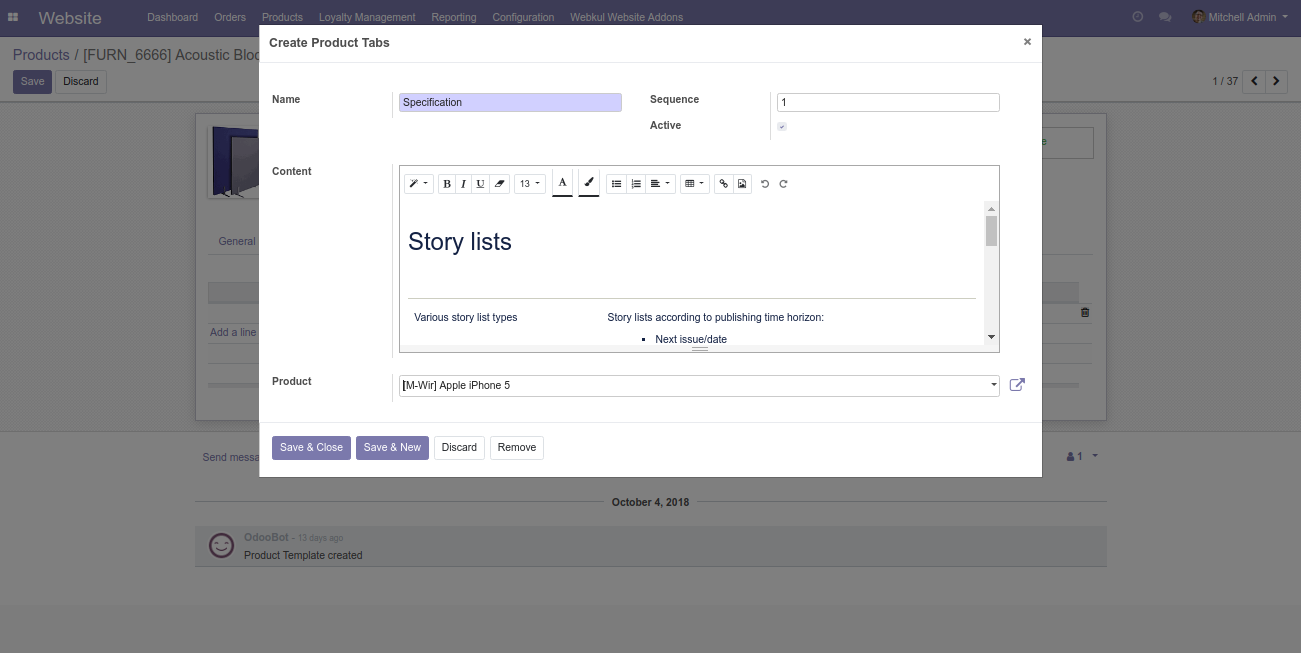 Website Dashboard Orders Products Loyalty Management Reporting Configuration Webkul Website Addons Mitchell Admin
Create Product Tabs ×
Products / [FURN_6666] Acoustic Bloc
Save Discard
1 / 37
Name Specification Sequence 1
Active
Content
B I U 13 A
Story lists
General
Various story list types Story lists according to publishing time horizon:
Add a line
Next issue/date
Product [M-Wir] Apple iPhone 5
Save & Close Save & New Discard Remove
Send messa
1
October 4, 2018
OdooBot - 13 days ago
Product Template created